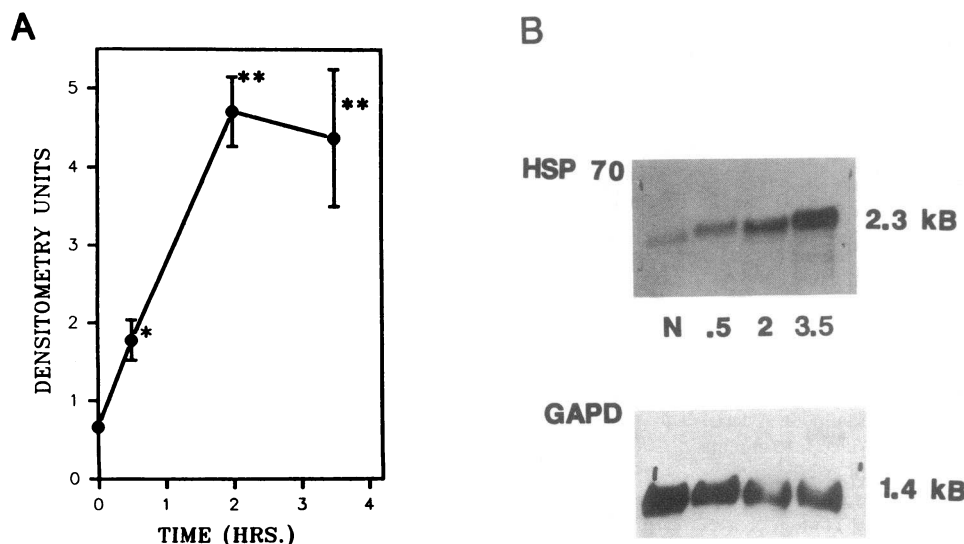 A
DENSITOMETRY UNITS
5
4
3
2
1
0
**
**
*
0 1 2 3 4
TIME (HRS.)
B
HSP 70
2.3 kB
N .5 2 3.5
GAPD
1.4 kB